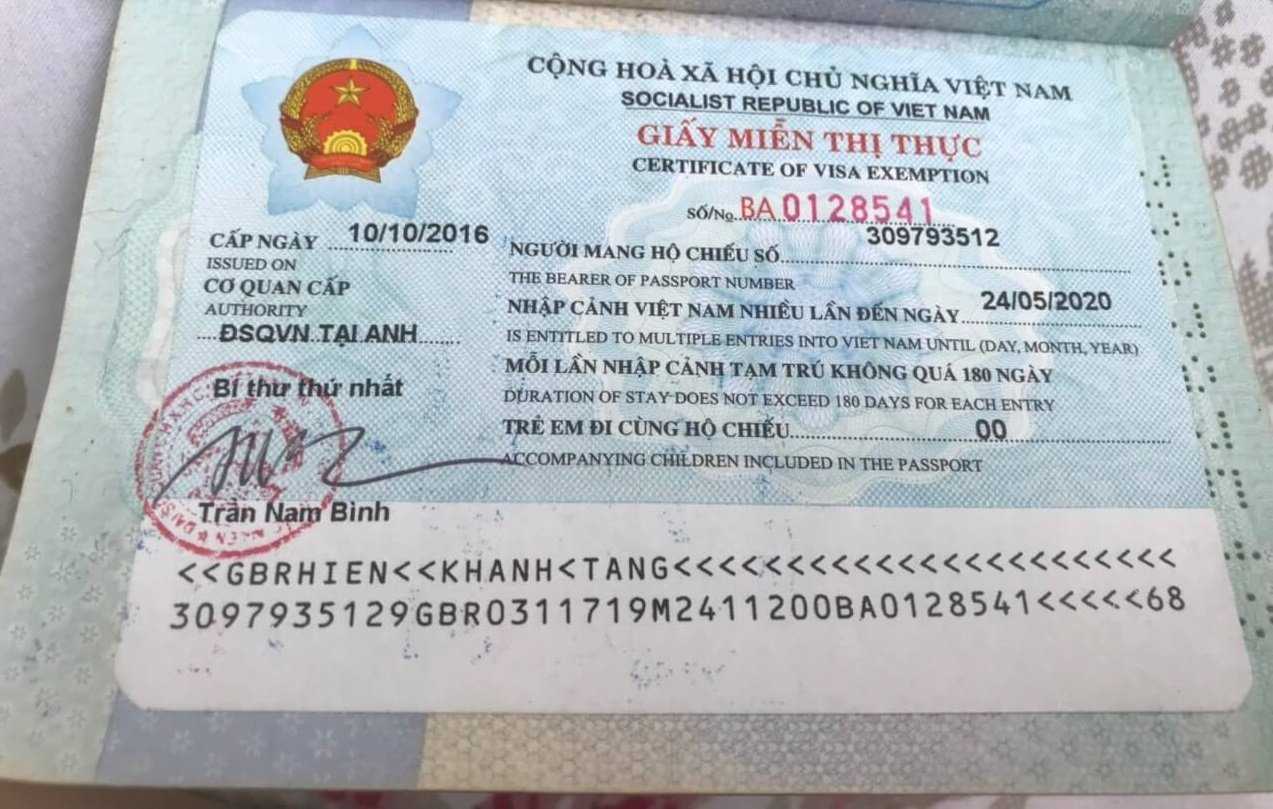 CỘNG HOÀ XÃ HỘI CHỦ NGHĨA VIỆT NAM
SOCIALIST REPUBLIC OF VIET NAM
GIẤY MIỄN THỊ THỰC
CERTIFICATE OF VISA EXEMPTION
SỐ/No BA 0128541
CẤP NGÀY 10/10/2016
ISSUED ON
CƠ QUAN CẤP
AUTHORITY
ĐSQVN TẠI ANH
Bí thư thứ nhất
Trần Nam Bình
NGƯỜI MANG HỘ CHIẾU SỐ 309793512
THE BEARER OF PASSPORT NUMBER
NHẬP CẢNH VIỆT NAM NHIỀU LẦN ĐẾN NGÀY 24/05/2020
IS ENTITLED TO MULTIPLE ENTRIES INTO VIET NAM UNTIL (DAY, MONTH, YEAR)
MỖI LẦN NHẬP CẢNH TẠM TRÚ KHÔNG QUÁ 180 NGÀY
DURATION OF STAY DOES NOT EXCEED 180 DAYS FOR EACH ENTRY
TRẺ EM ĐI CÙNG HỘ CHIẾU 00
ACCOMPANYING CHILDREN INCLUDED IN THE PASSPORT
<<GBRHIEN<<KHANH<TANG<<<<<<<<<<<<<<<<<<<<<<<
3097935129GBR0311719M2411200BA0128541<<<<<68